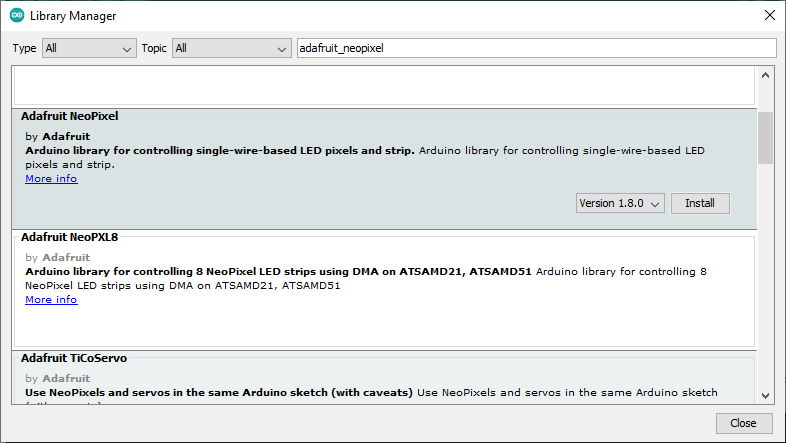 Library Manager
Type All Topic All adafruit_neopixel
Adafruit NeoPixel
by Adafruit
Arduino library for controlling single-wire-based LED pixels and strip. Arduino library for controlling single-wire-based LED
pixels and strip.
More info
Version 1.8.0 Install
Adafruit NeoPXL8
by Adafruit
Arduino library for controlling 8 NeoPixel LED strips using DMA on ATSAMD21, ATSAMD51 Arduino library for controlling 8
NeoPixel LED strips using DMA on ATSAMD21, ATSAMD51
More info
Adafruit TiCoServo
by Adafruit
Use NeoPixels and servos in the same Arduino sketch (with caveats) Use NeoPixels and servos in the same Arduino sketch
Close